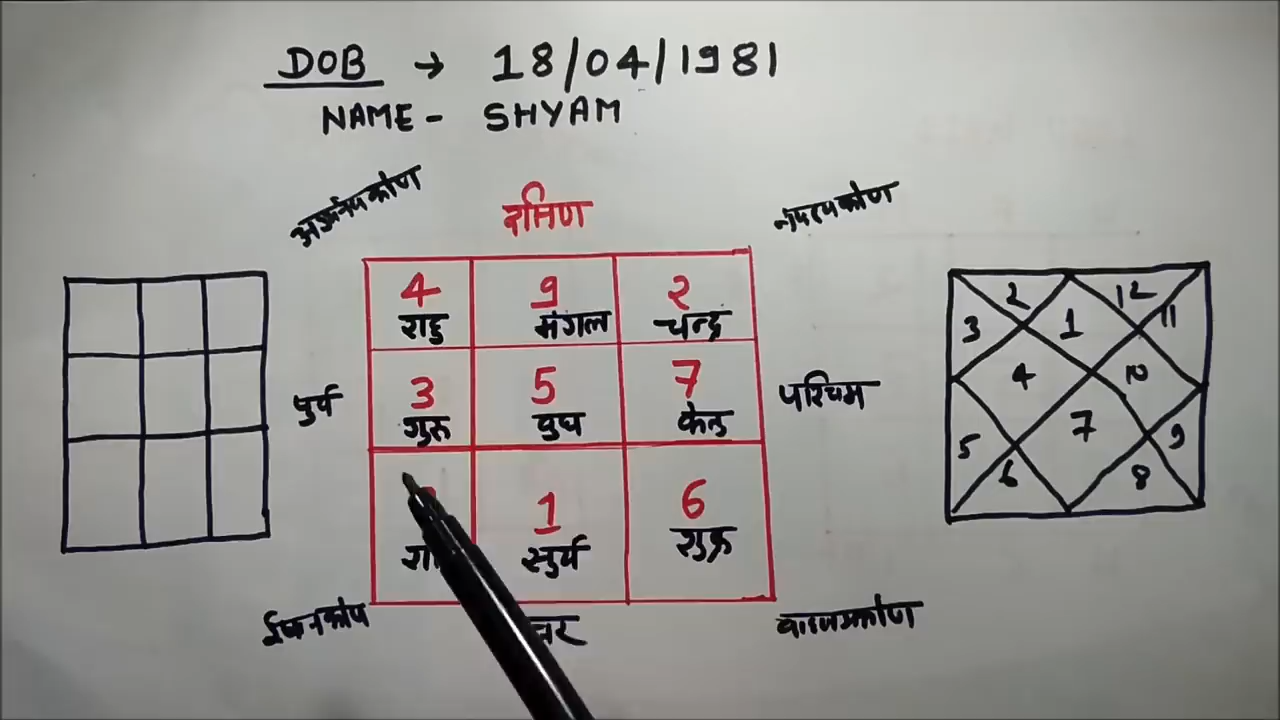 DOB → 18/04/1981
NAME - SHYAM
दक्षिण
4 9 2
राहु मंगल चन्द्र
पुर्व
3 5 7
गुरु बुध केतु
पश्चिम
1 6
सुर्य शुक्र
2 12
3 1 11
4 10
5 7 9
6 8